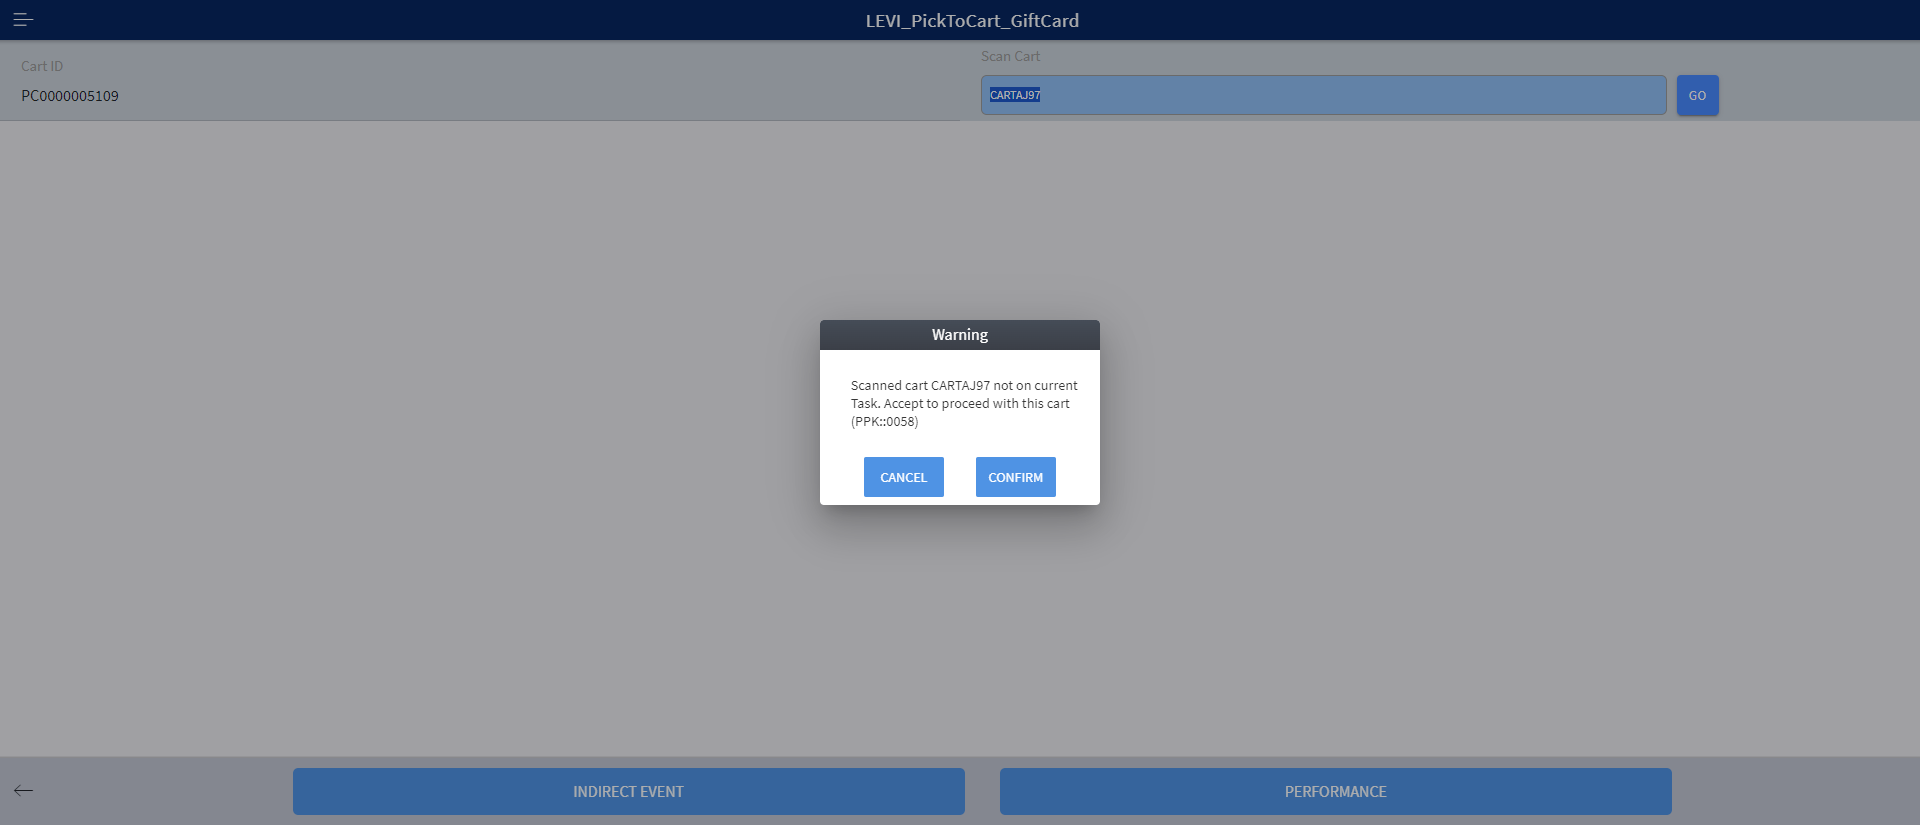 LEVI_PickToCart_GiftCard
Cart ID
PC0000005109
Scan Cart
CARTAJ97
GO
Warning
Scanned cart CARTAJ97 not on current
Task. Accept to proceed with this cart
(PPK::0058)
CANCEL
CONFIRM
INDIRECT EVENT
PERFORMANCE